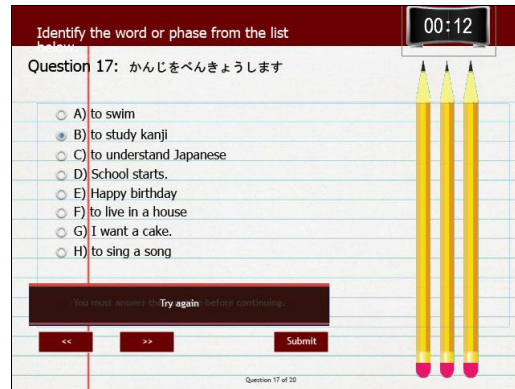 Identify the word or phase from the list
below
00:12
Question 17: かんじをべんきょうします
A) to swim
B) to study kanji
C) to understand Japanese
D) School starts.
E) Happy birthday
F) to live in a house
G) I want a cake.
H) to sing a song
You must answer the before continuing.
Try again
<< >> Submit
Question 17 of 20